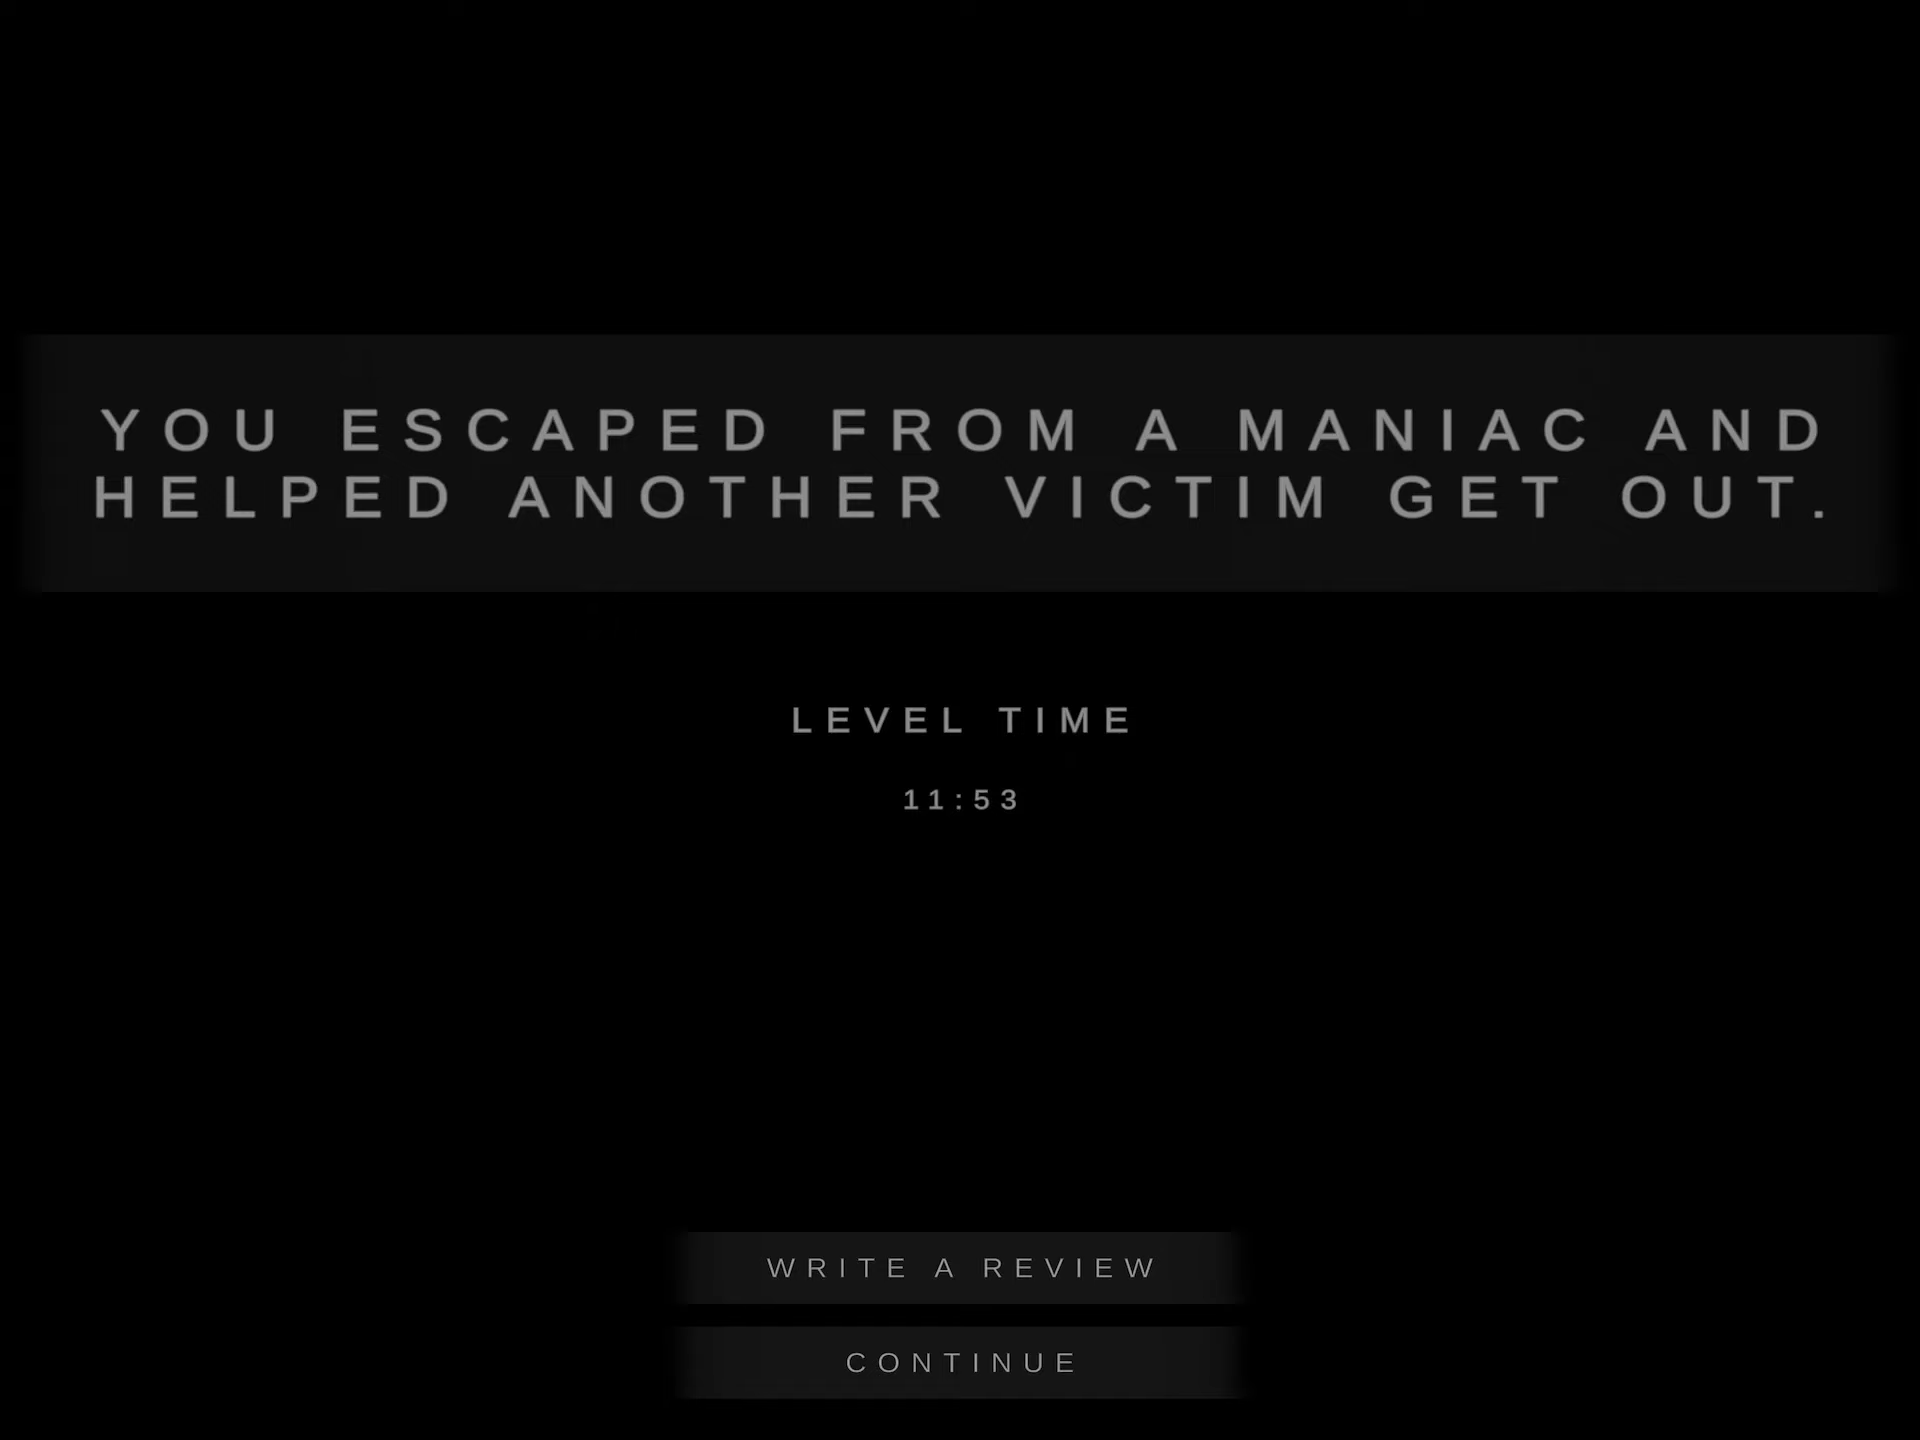 YOU ESCAPED FROM A MANIAC AND
HELPED ANOTHER VICTIM GET OUT.
LEVEL TIME
11:53
WRITE A REVIEW
CONTINUE